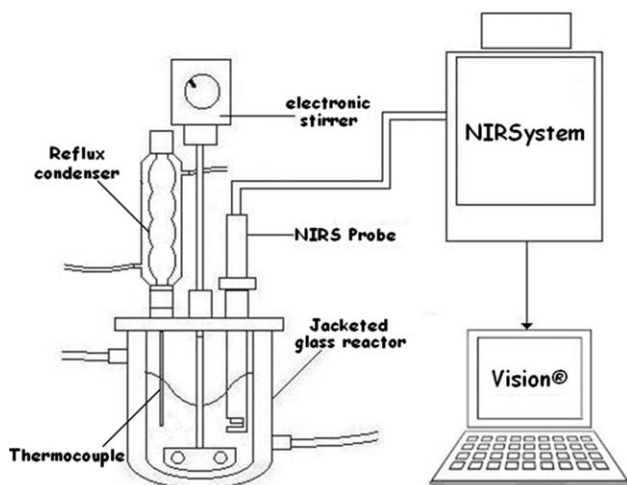 electronic
stirrer
NIRSystem
Reflux
condenser
NIRS Probe
Jacketed
glass reactor
Vision®
Thermocouple